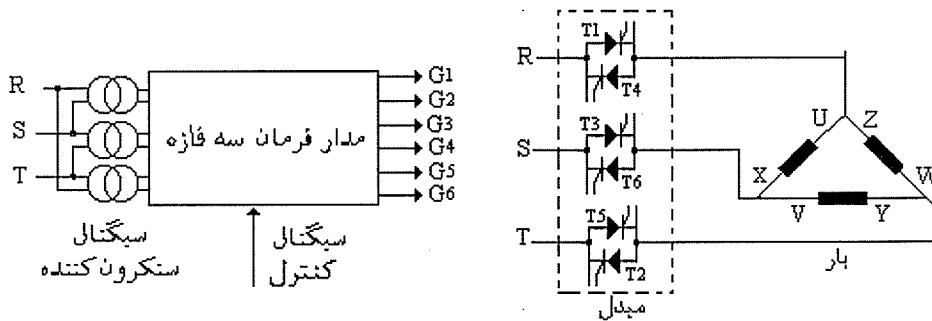 R
S
T
مدار فرمان سه فازه
G1
G2
G3
G4
G5
G6
سیگنال
سنکرون کننده
سیگنال
کنترل
R
S
T
T1
T4
T3
T6
T5
T2
مبدل
U
Z
X
W
V
Y
بار